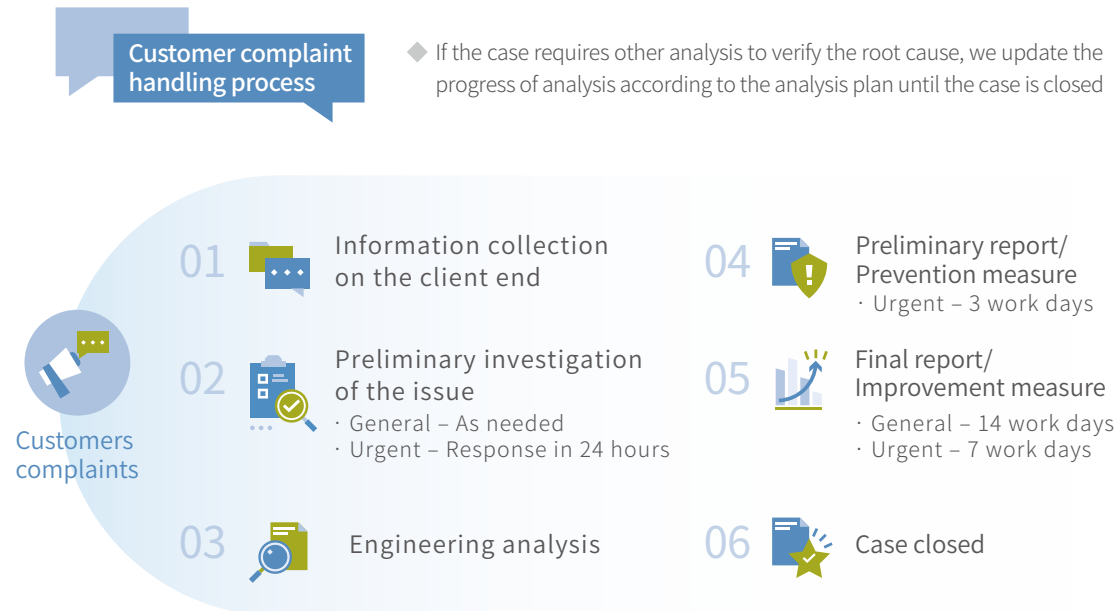 Customer complaint
handling process
◆ If the case requires other analysis to verify the root cause, we update the
progress of analysis according to the analysis plan until the case is closed
Customers
complaints
01
Information collection
on the client end
02
Preliminary investigation
of the issue
· General – As needed
· Urgent – Response in 24 hours
03
Engineering analysis
04
Preliminary report/
Prevention measure
· Urgent – 3 work days
05
Final report/
Improvement measure
· General – 14 work days
· Urgent – 7 work days
06
Case closed